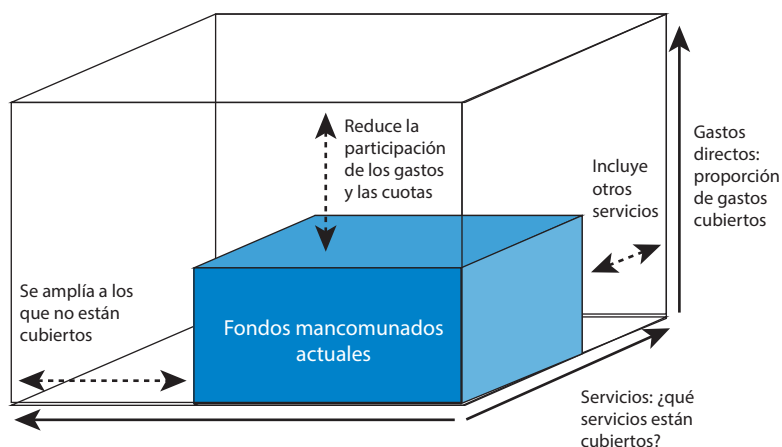 Reduce la
participación
de los gastos
y las cuotas
Incluye
otros
servicios
Gastos
directos:
proporción
de gastos
cubiertos
Se amplía a los
que no están
cubiertos
Fondos mancomunados
actuales
Servicios: ¿qué
servicios están
cubiertos?